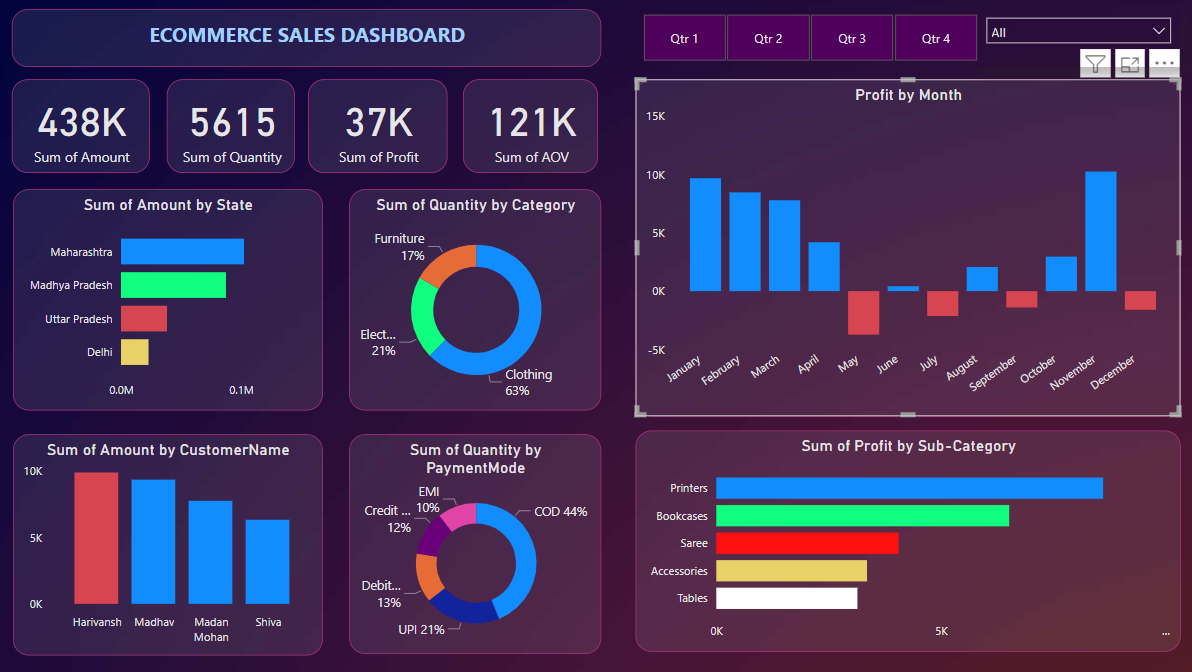 ECOMMERCE SALES DASHBOARD
Qtr 1
Qtr 2
Qtr 3
Qtr 4
All
438K
Sum of Amount
5615
Sum of Quantity
37K
Sum of Profit
121K
Sum of AOV
Profit by Month
15K
10K
5K
0K
-5K
January
February
March
April
May
June
July
August
September
October
November
December
Sum of Amount by State
Maharashtra
Madhya Pradesh
Uttar Pradesh
Delhi
0.0M
0.1M
Sum of Quantity by Category
Furniture
17%
Elect...
21%
Clothing
63%
Sum of Amount by CustomerName
10K
5K
0K
Harivansh
Madhav
Madan
Mohan
Shiva
Sum of Quantity by
PaymentMode
EMI
10%
Credit ...
12%
Debit...
13%
UPI 21%
COD 44%
Sum of Profit by Sub-Category
Printers
Bookcases
Saree
Accessories
Tables
0K
5K
...